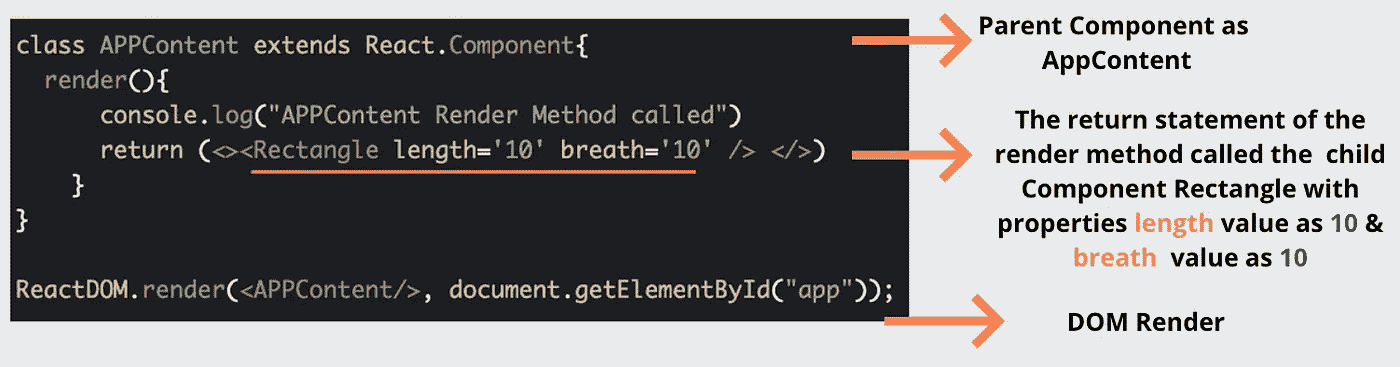 class APPContent extends React.Component{
render(){
console.log("APPContent Render Method called")
return (<><Rectangle length='10' breath='10' /> </>)
}
}
ReactDOM.render(<APPContent/>, document.getElementById("app"));
Parent Component as
AppContent
The return statement of the
render method called the child
Component Rectangle with
properties length value as 10 &
breath value as 10
DOM Render